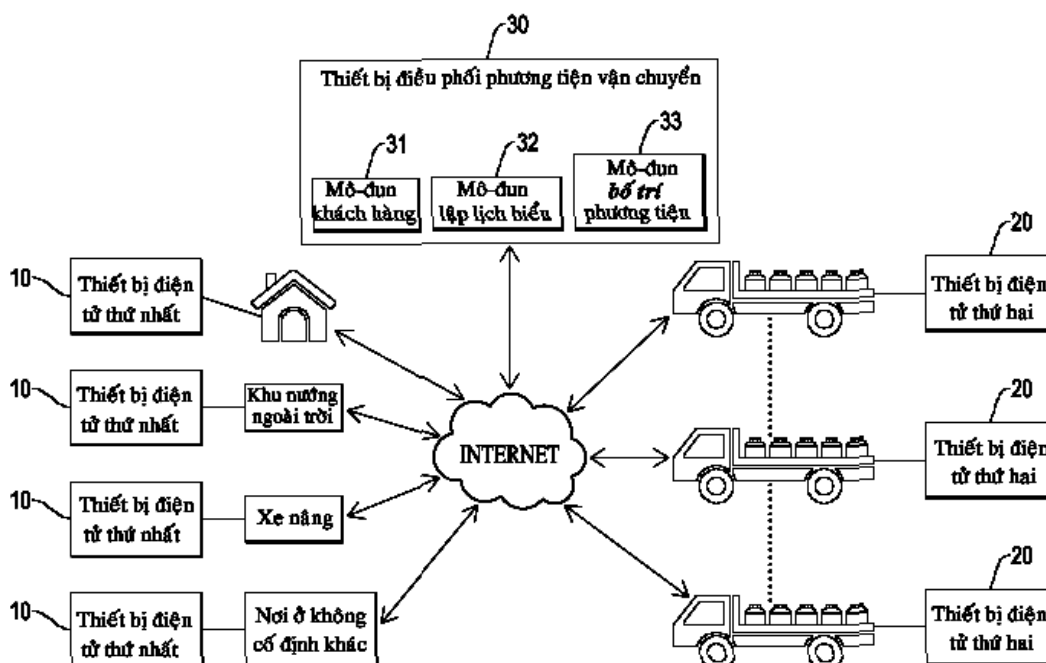 30
Thiết bị điều phối phương tiện vận chuyển
31
32
33
Mô-đun
khách hàng
Mô-đun
lập lịch biểu
Mô-đun
bố trí
phương tiện
10
Thiết bị điện
tử thứ nhất
20
Thiết bị điện
tử thứ hai
10
Thiết bị điện
tử thứ nhất
Khu nướng
ngoài trời
INTERNET
20
Thiết bị điện
tử thứ hai
10
Thiết bị điện
tử thứ nhất
Xe nâng
10
Thiết bị điện
tử thứ nhất
Nơi ở không
cố định khác
20
Thiết bị điện
tử thứ hai